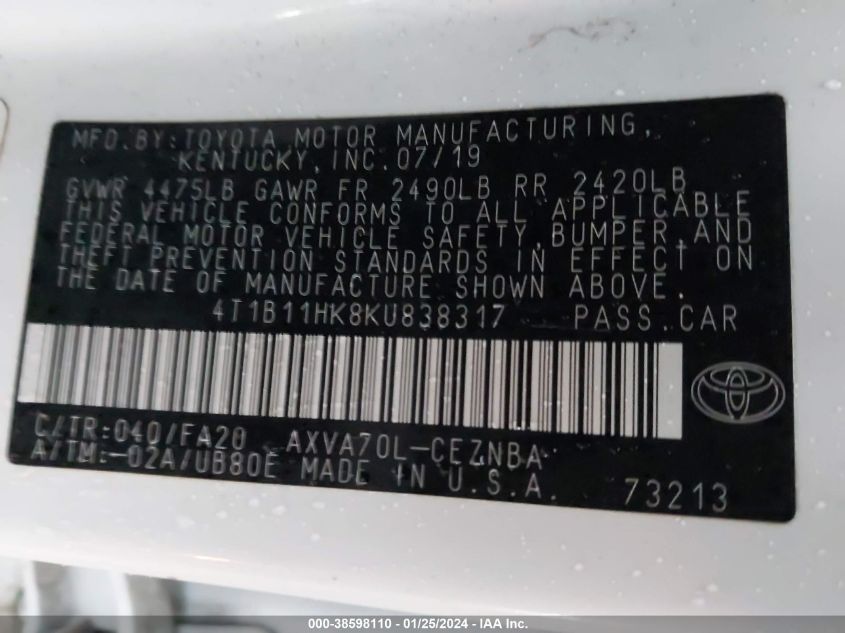 MFD.BY:TOYOTA MOTOR MANUFACTURING,
KENTUCKY, INC.07/19
GVWR 4475LB GAWR FR 2490LB RR 2420LB
THIS VEHICLE CONFORMS TO ALL APPLICABLE
FEDERAL MOTOR VEHICLE SAFETY,BUMPER,AND
THEFT PREVENTION STANDARDS IN EFFECT ON
THE DATE OF MANUFACTURE SHOWN ABOVE.
4T1B11HK8KU838317 PASS.CAR
C/TR:040/FA20 AXVA70L-CEZNBA
A/TM:-02A/UB80E MADE IN U.S.A. 73213
000-38598110 - 01/25/2024 - IAA Inc.